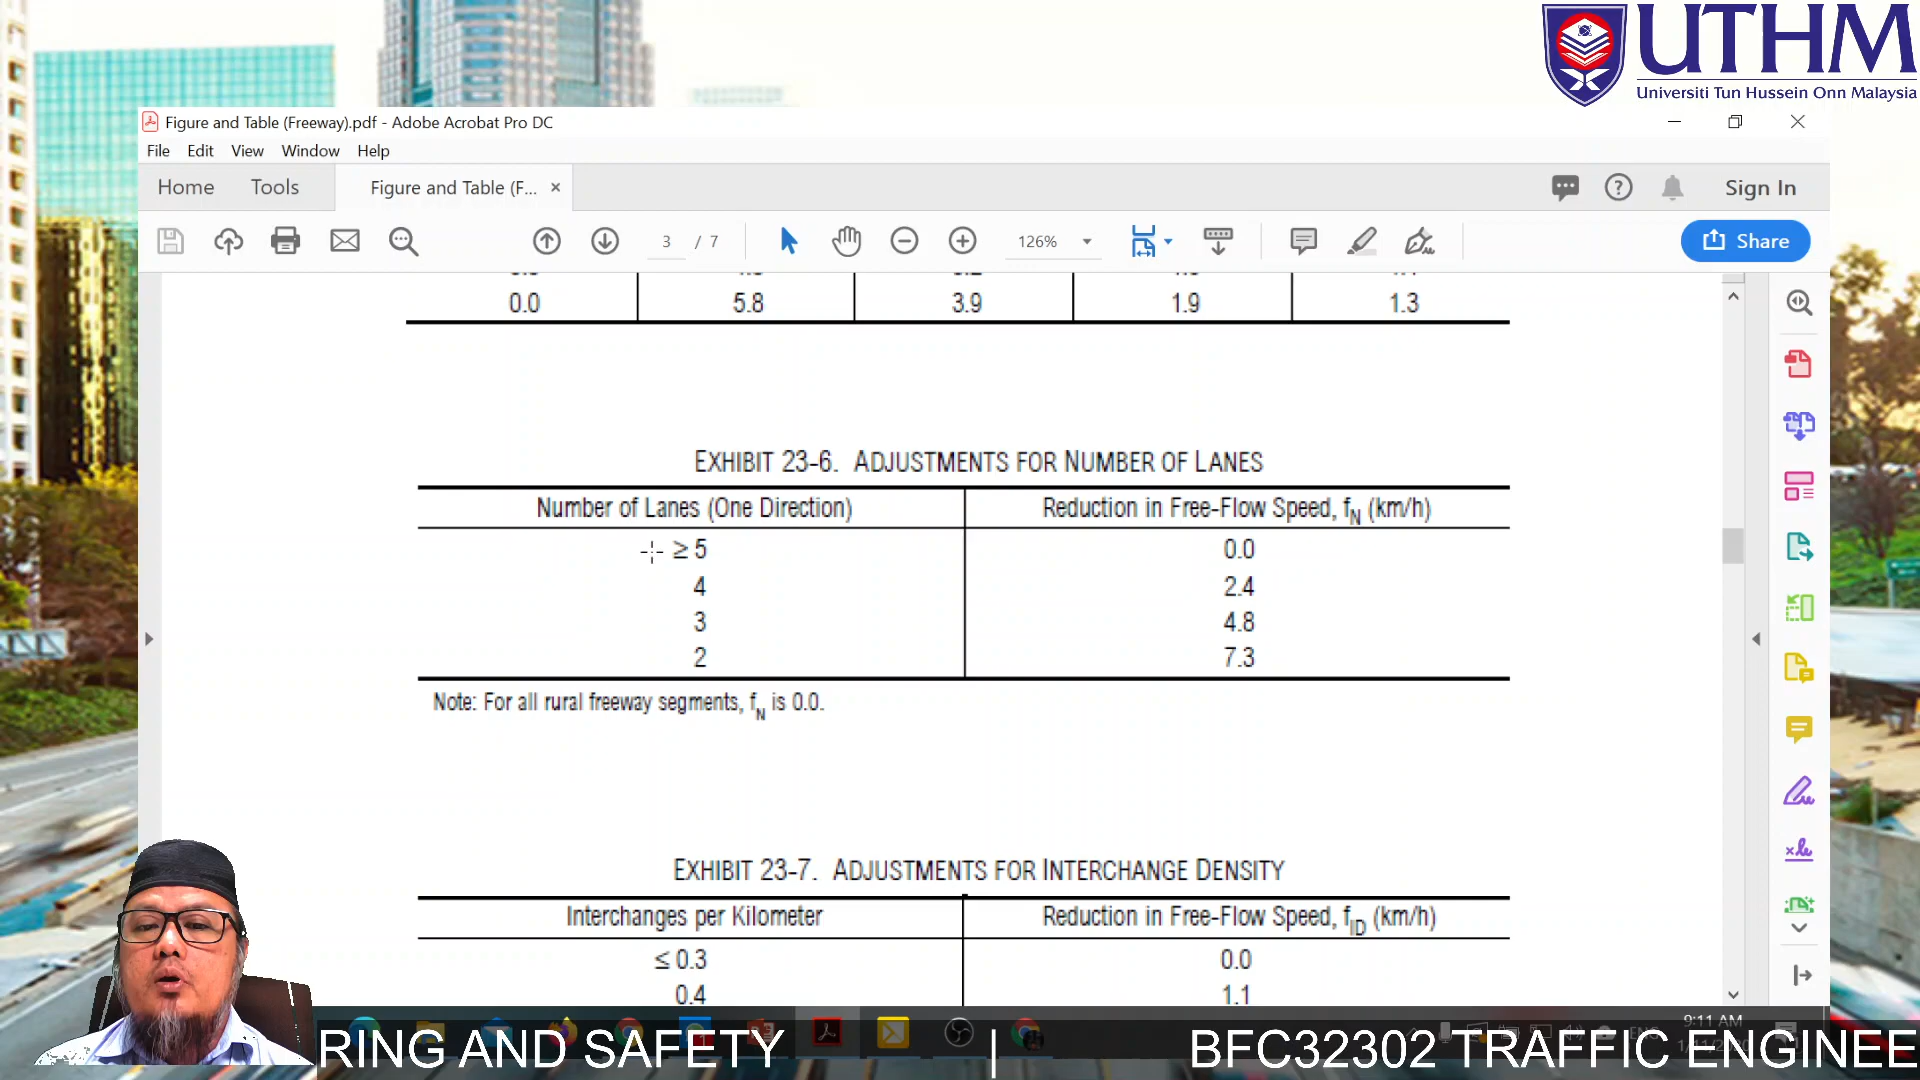 UTHM
Universiti Tun Hussein Onn Malaysia
Figure and Table (Freeway).pdf - Adobe Acrobat Pro DC
File Edit View Window Help
Home Tools Figure and Table (F... ×
Sign In
3 / 7
126%
Share
0.0 5.8 3.9 1.9 1.3
EXHIBIT 23-6. ADJUSTMENTS FOR NUMBER OF LANES
Number of Lanes (One Direction) Reduction in Free-Flow Speed, fN (km/h)
≥ 5 0.0
4 2.4
3 4.8
2 7.3
Note: For all rural freeway segments, fN is 0.0.
EXHIBIT 23-7. ADJUSTMENTS FOR INTERCHANGE DENSITY
Interchanges per Kilometer Reduction in Free-Flow Speed, fID (km/h)
≤ 0.3 0.0
0.4 1.1
9:11 AM
RING AND SAFETY | BFC32302 TRAFFIC ENGINEE